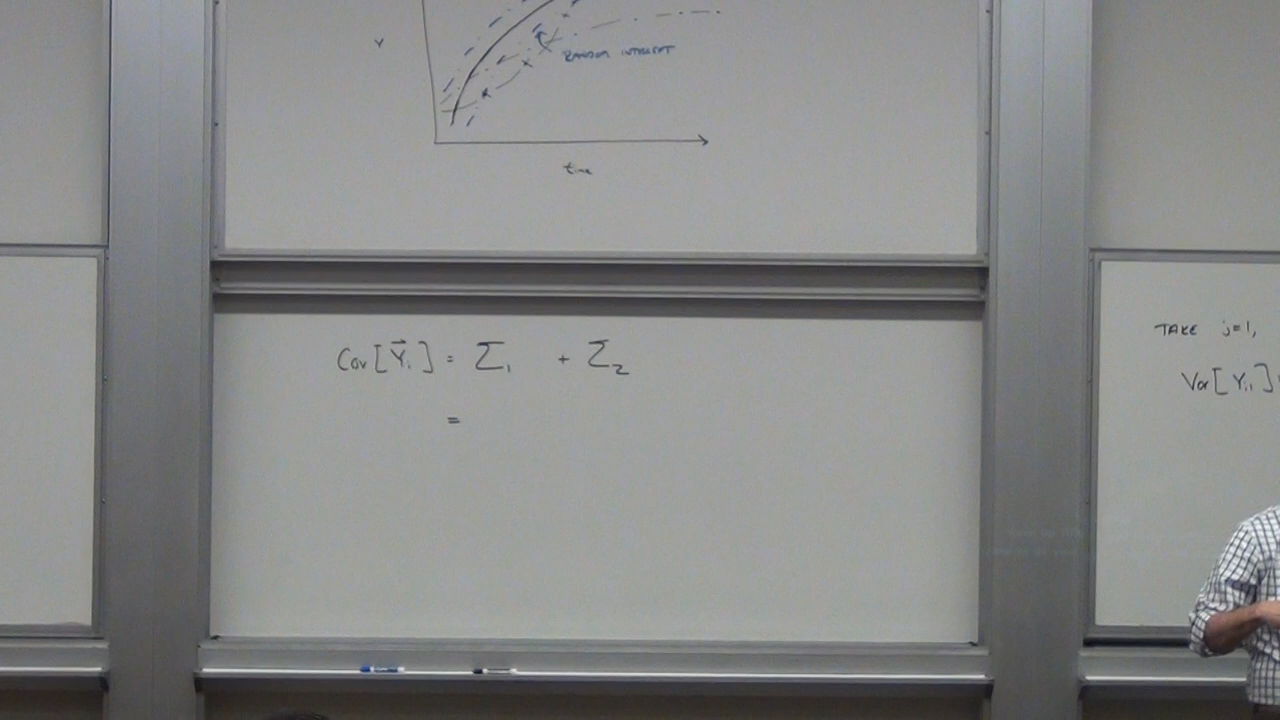 Y
RANDOM INTERCEPT
time
Cov[Y⃗i] = Σ1 + Σ2
=
TAKE j=1,
Var[Yi1]=